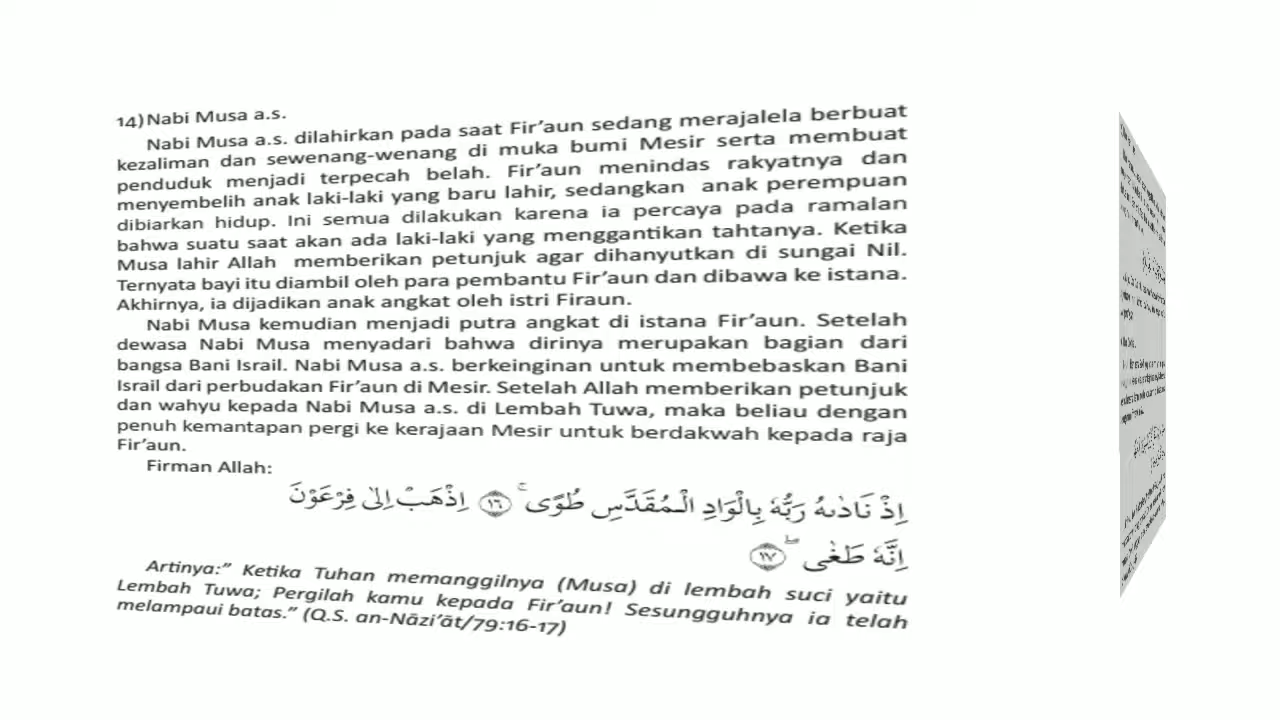 14) Nabi Musa a.s.
Nabi Musa a.s. dilahirkan pada saat Fir’aun sedang merajalela berbuat
kezaliman dan sewenang-wenang di muka bumi Mesir serta membuat
penduduk menjadi terpecah belah. Fir’aun menindas rakyatnya dan
menyembelih anak laki-laki yang baru lahir, sedangkan anak perempuan
dibiarkan hidup. Ini semua dilakukan karena ia percaya pada ramalan
bahwa suatu saat akan ada laki-laki yang menggantikan tahtanya. Ketika
Musa lahir Allah memberikan petunjuk agar dihanyutkan di sungai Nil.
Ternyata bayi itu diambil oleh para pembantu Fir’aun dan dibawa ke istana.
Akhirnya, ia dijadikan anak angkat oleh istri Firaun.
Nabi Musa kemudian menjadi putra angkat di istana Fir’aun. Setelah
dewasa Nabi Musa menyadari bahwa dirinya merupakan bagian dari
bangsa Bani Israil. Nabi Musa a.s. berkeinginan untuk membebaskan Bani
Israil dari perbudakan Fir’aun di Mesir. Setelah Allah memberikan petunjuk
dan wahyu kepada Nabi Musa a.s. di Lembah Tuwa, maka beliau dengan
penuh kemantapan pergi ke kerajaan Mesir untuk berdakwah kepada raja
Fir’aun.
Firman Allah:
اِذْ نَادٰىهُ رَبُّهٗ بِالْوَادِ الْمُقَدَّسِ طُوًىۚ ١٦ اِذْهَبْ اِلٰى فِرْعَوْنَ
اِنَّهٗ طَغٰىۖ ١٧
Artinya:” Ketika Tuhan memanggilnya (Musa) di lembah suci yaitu
Lembah Tuwa; Pergilah kamu kepada Fir’aun! Sesungguhnya ia telah
melampaui batas.” (Q.S. an-Nāzi’āt/79:16-17)